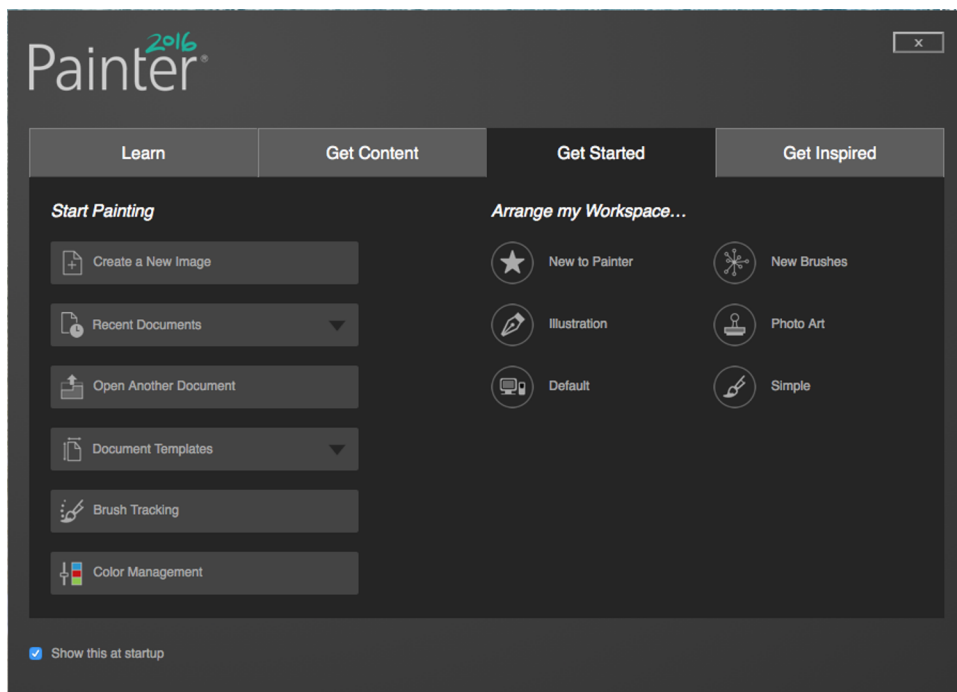 2016
Painter®
x
Learn
Get Content
Get Started
Get Inspired
Start Painting
Create a New Image
Recent Documents
Open Another Document
Document Templates
Brush Tracking
Color Management
Arrange my Workspace...
New to Painter
New Brushes
Illustration
Photo Art
Default
Simple
Show this at startup